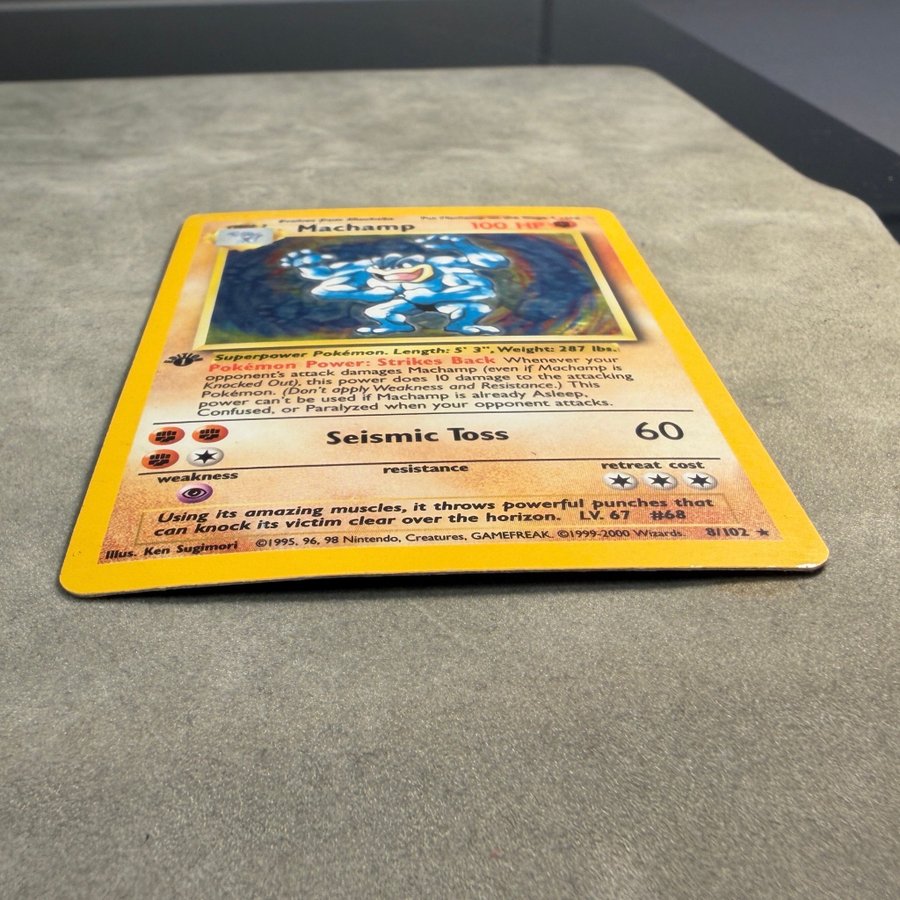 Evolves from Machoke
Machamp 100 HP
Superpower Pokémon. Length: 5' 3", Weight: 287 lbs.
Pokémon Power: Strikes Back Whenever your
opponent's attack damages Machamp (even if Machamp is
Knocked Out), this power does 10 damage to the attacking
Pokémon. (Don't apply Weakness and Resistance.) This
power can't be used if Machamp is already Asleep,
Confused, or Paralyzed when your opponent attacks.
Seismic Toss 60
weakness resistance retreat cost
Using its amazing muscles, it throws powerful punches that
can knock its victim clear over the horizon. LV. 67 #68
Illus. Ken Sugimori ©1995, 96, 98 Nintendo, Creatures, GAMEFREAK. ©1999-2000 Wizards. 8/102 ★